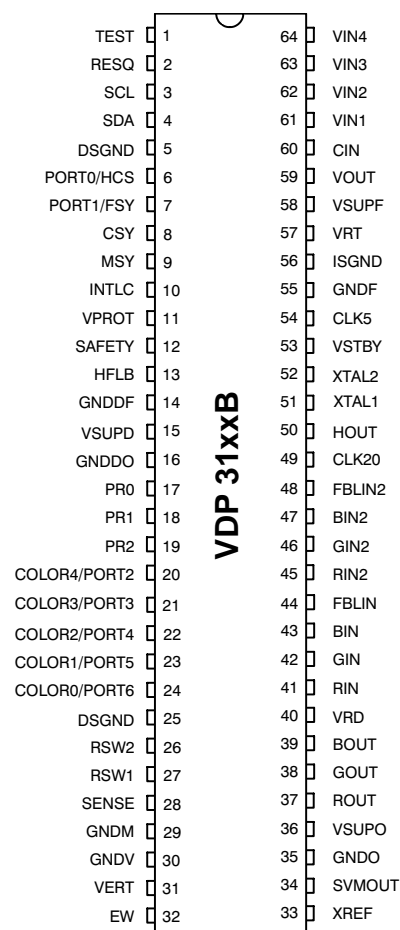 TEST 1 64 VIN4
RESQ 2 63 VIN3
SCL 3 62 VIN2
SDA 4 61 VIN1
DSGND 5 60 CIN
PORT0/HCS 6 59 VOUT
PORT1/FSY 7 58 VSUPF
CSY 8 57 VRT
MSY 9 56 ISGND
INTLC 10 55 GNDF
VPROT 11 54 CLK5
SAFETY 12 53 VSTBY
HFLB 13 52 XTAL2
GNDDF 14 51 XTAL1
VSUPD 15 50 HOUT
GNDDO 16 49 CLK20
PR0 17 48 FBLIN2
PR1 18 47 BIN2
PR2 19 46 GIN2
COLOR4/PORT2 20 45 RIN2
COLOR3/PORT3 21 44 FBLIN
COLOR2/PORT4 22 43 BIN
COLOR1/PORT5 23 42 GIN
COLOR0/PORT6 24 41 RIN
DSGND 25 40 VRD
RSW2 26 39 BOUT
RSW1 27 38 GOUT
SENSE 28 37 ROUT
GNDM 29 36 VSUPO
GNDV 30 35 GNDO
VERT 31 34 SVMOUT
EW 32 33 XREF
VDP 31xxB